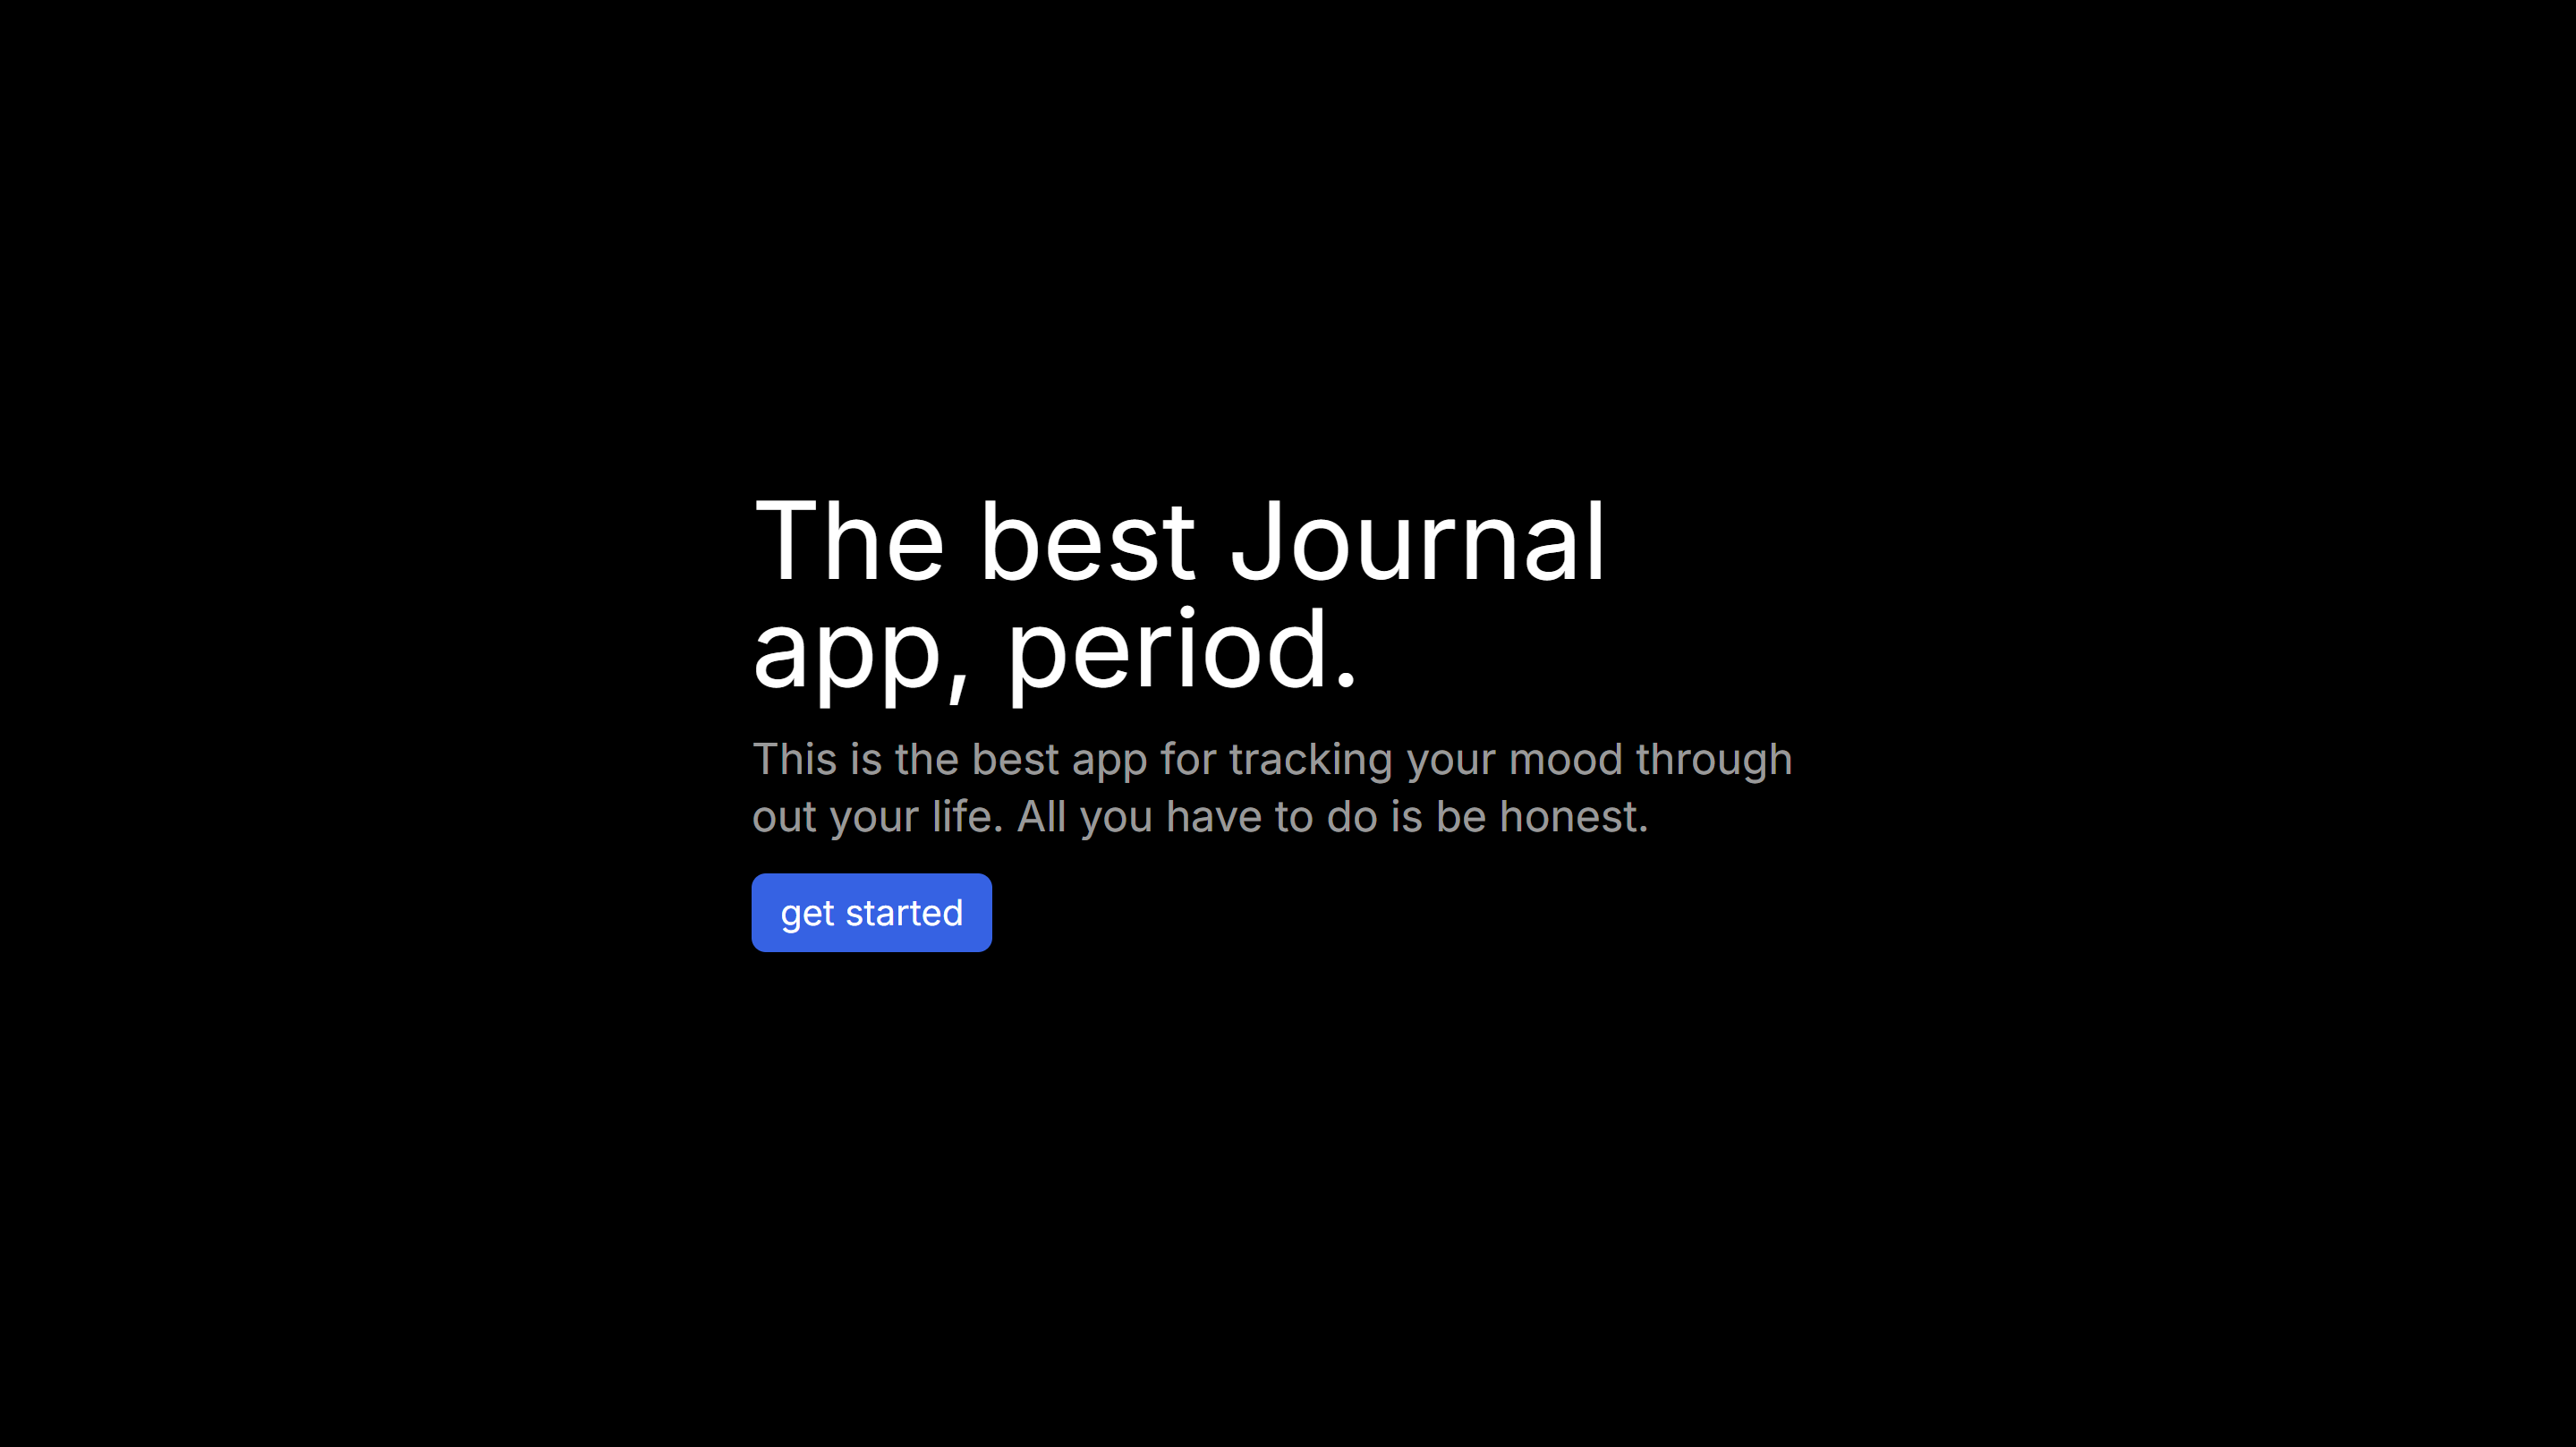 The best Journal
app, period.
This is the best app for tracking your mood through
out your life. All you have to do is be honest.
get started